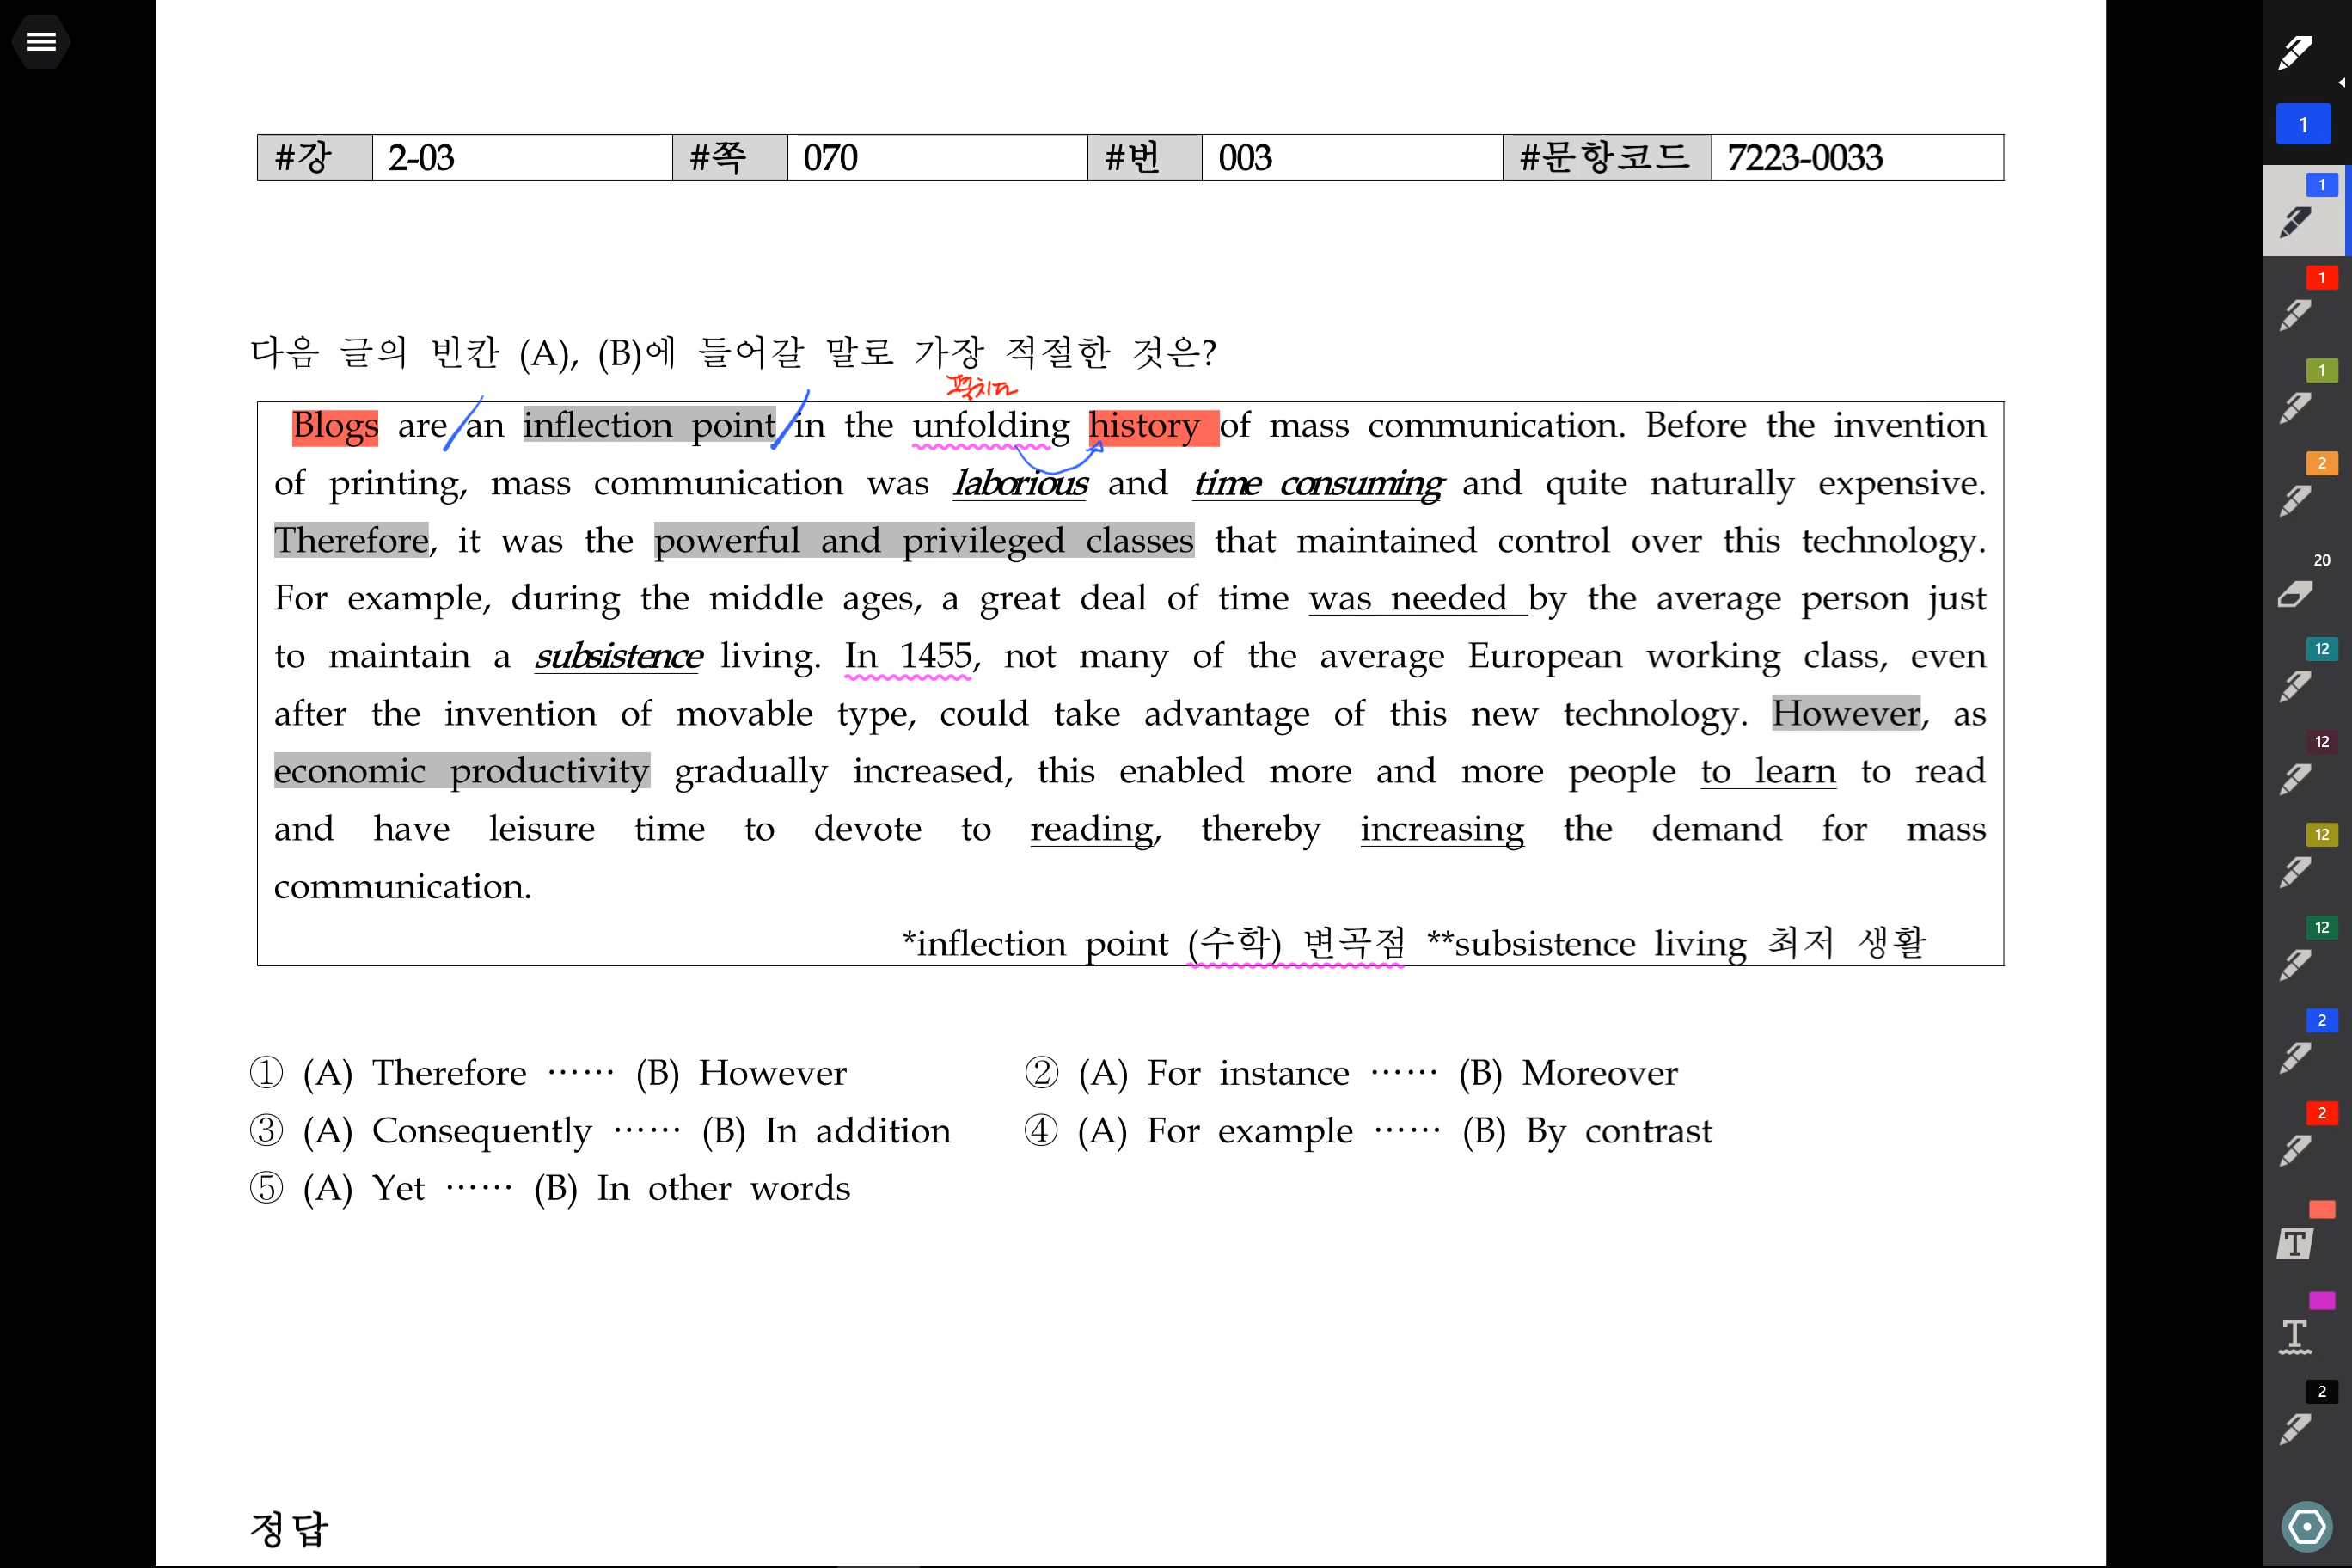 1
#강 2-03 #쪽 070 #번 003 #문항코드 7223-0033
1
1
다음 글의 빈칸 (A), (B)에 들어갈 말로 가장 적절한 것은?
1
펼치다
Blogs are an inflection point in the unfolding history of mass communication. Before the invention
2
of printing, mass communication was laborious and time consuming and quite naturally expensive.
Therefore, it was the powerful and privileged classes that maintained control over this technology.
20
For example, during the middle ages, a great deal of time was needed by the average person just
to maintain a subsistence living. In 1455, not many of the average European working class, even
12
after the invention of movable type, could take advantage of this new technology. However, as
12
economic productivity gradually increased, this enabled more and more people to learn to read
and have leisure time to devote to reading, thereby increasing the demand for mass
12
communication.
12
*inflection point (수학) 변곡점 **subsistence living 최저 생활
2
① (A) Therefore ⋯⋯ (B) However ② (A) For instance ⋯⋯ (B) Moreover
2
③ (A) Consequently ⋯⋯ (B) In addition ④ (A) For example ⋯⋯ (B) By contrast
⑤ (A) Yet ⋯⋯ (B) In other words
T
T
2
정답